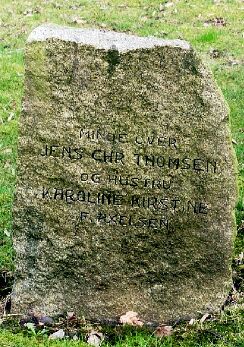 MINDE OVER
JENS CHR THOMSEN
OG HUSTRU
KAROLINE KIRSTINE
F. AXELSEN